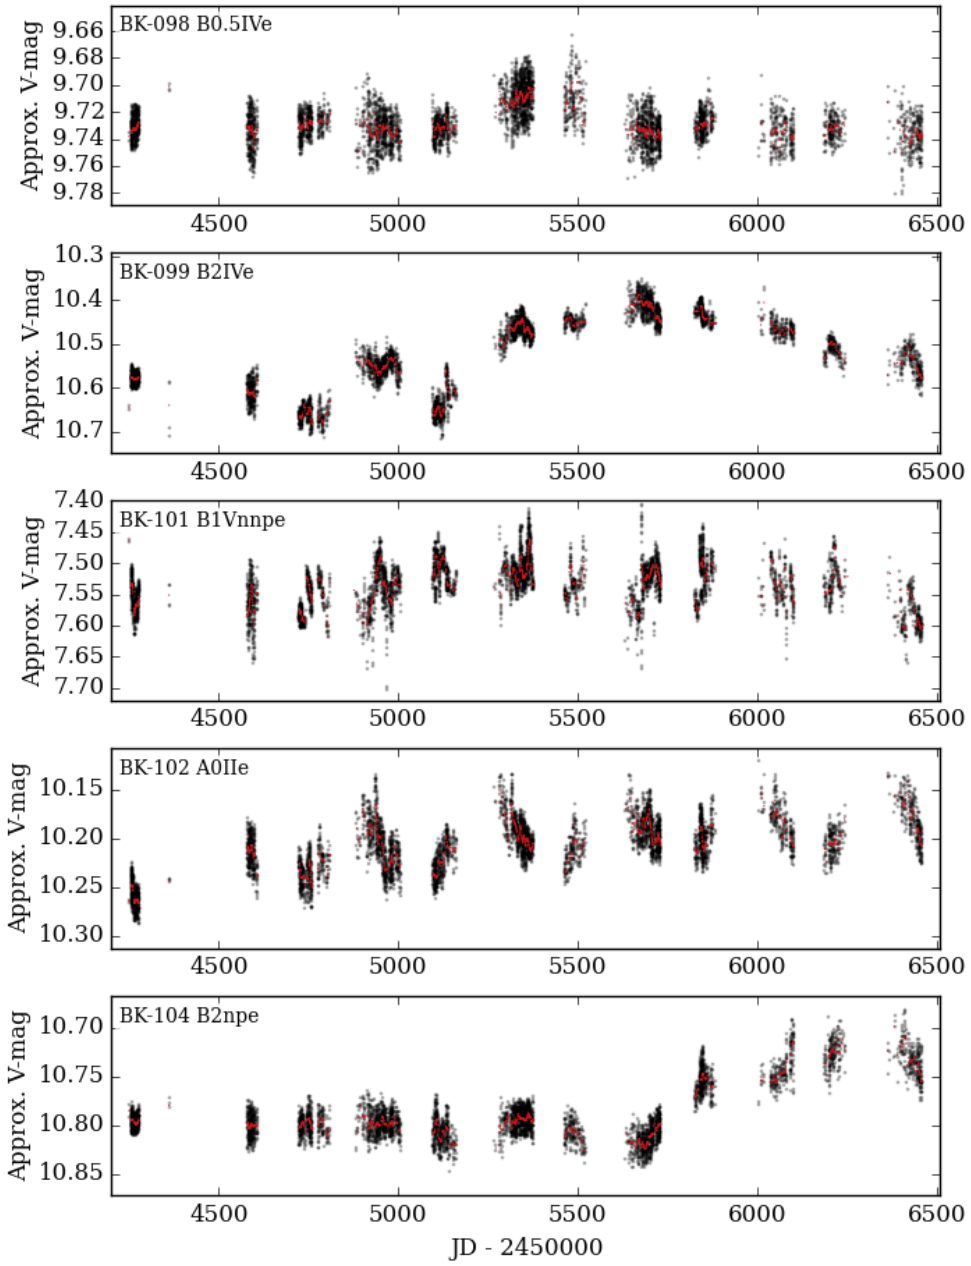 BK-098 B0.5IVe
Approx. V-mag
9.66
9.68
9.70
9.72
9.74
9.76
9.78
4500 5000 5500 6000 6500
BK-099 B2IVe
Approx. V-mag
10.3
10.4
10.5
10.6
10.7
4500 5000 5500 6000 6500
BK-101 B1Vnnpe
Approx. V-mag
7.40
7.45
7.50
7.55
7.60
7.65
7.70
4500 5000 5500 6000 6500
BK-102 A0IIe
Approx. V-mag
10.15
10.20
10.25
10.30
4500 5000 5500 6000 6500
BK-104 B2npe
Approx. V-mag
10.70
10.75
10.80
10.85
4500 5000 5500 6000 6500
JD - 2450000